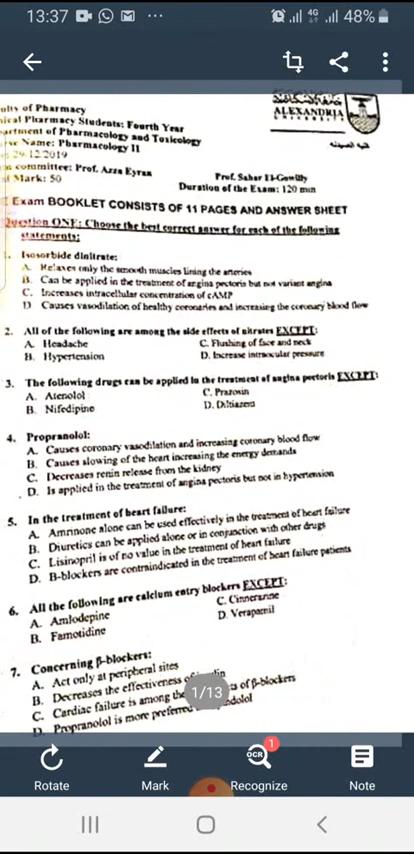 13:37
4G
48%
ulty of Pharmacy
ical Pharmacy Students: Fourth Year
artment of Pharmacology and Toxicology
se Name: Pharmacology II
29-12-2019
committee: Prof. Azza Eyraa
Prof. Sahar El-Gowilly
Mark: 50
Duration of the Exam: 120 min
ALEXANDRIA
Exam BOOKLET CONSISTS OF 11 PAGES AND ANSWER SHEET
Question ONE: Choose the best correct answer for each of the following
statements:
Isosorbide dinitrate:
A. Relaxes only the smooth muscles lining the arteries
B. Can be applied in the treatment of angina pectoris but not variant angina
C. Increases intracellular concentration of cAMP
D Causes vasodilation of healthy coronaries and increasing the coronary blood flow
2. All of the following are among the side effects of nitrates EXCEPT:
A. Headache
C. Flushing of face and neck
B. Hypertension
D. Increase intraocular pressure
3. The following drugs can be applied in the treatment of angina pectoris EXCEPT:
A. Atenolol
C. Prazosin
B. Nifedipine
D. Diltiazem
4. Propranolol:
A. Causes coronary vasodilation and increasing coronary blood flow
B. Causes slowing of the heart increasing the energy demands
C. Decreases renin release from the kidney
D. Is applied in the treatment of angina pectoris but not in hypertension
5. In the treatment of heart failure:
A. Amrinone alone can be used effectively in the treatment of heart failure
B. Diuretics can be applied alone or in conjunction with other drugs
C. Lisinopril is of no value in the treatment of heart failure
D. B-blockers are contraindicated in the treatment of heart failure patients
6. All the following are calcium entry blockers EXCEPT:
A. Amlodepine
C. Cinnerazine
B. Famotidine
D. Verapamil
7. Concerning β-blockers:
A. Act only at peripheral sites
B. Decreases the effectiveness of
C. Cardiac failure is among the of β-blockers
D. Propranolol is more preferred
1/13
Rotate
Mark
OCR
1
Recognize
Note